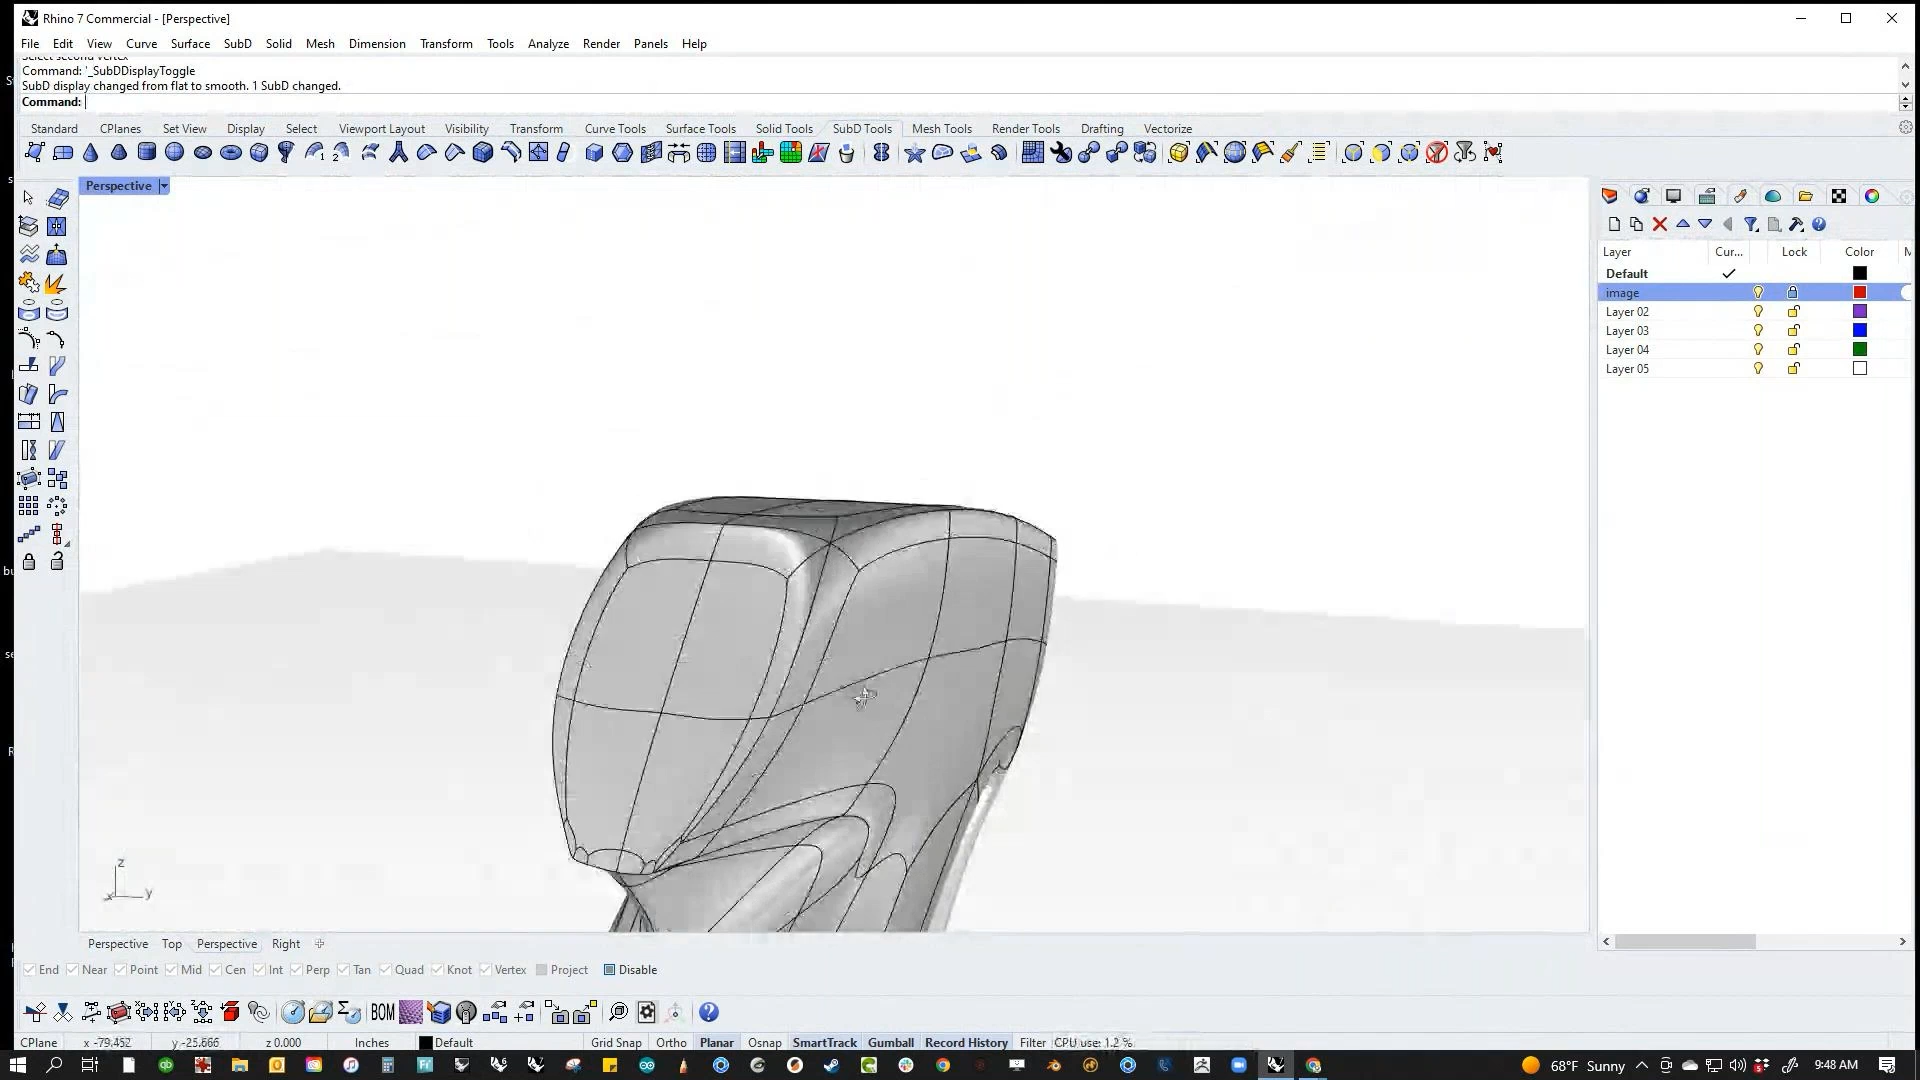 Rhino 7 Commercial - [Perspective]
File Edit View Curve Surface SubD Solid Mesh Dimension Transform Tools Analyze Render Panels Help
Select second vertex
Command: '_SubDDisplayToggle
SubD display changed from flat to smooth. 1 SubD changed.
Command:
Standard CPlanes Set View Display Select Viewport Layout Visibility Transform Curve Tools Surface Tools Solid Tools SubD Tools Mesh Tools Render Tools Drafting Vectorize
Perspective
Layer Cur... Lock Color M
Default
image
Layer 02
Layer 03
Layer 04
Layer 05
z
x y
Perspective Top Perspective Right
End Near Point Mid Cen Int Perp Tan Quad Knot Vertex Project Disable
BOM
CPlane x -79.452 y -25.666 z 0.000 Inches Default Grid Snap Ortho Planar Osnap SmartTrack Gumball Record History Filter CPU use: 1.2 %
68°F Sunny 9:48 AM